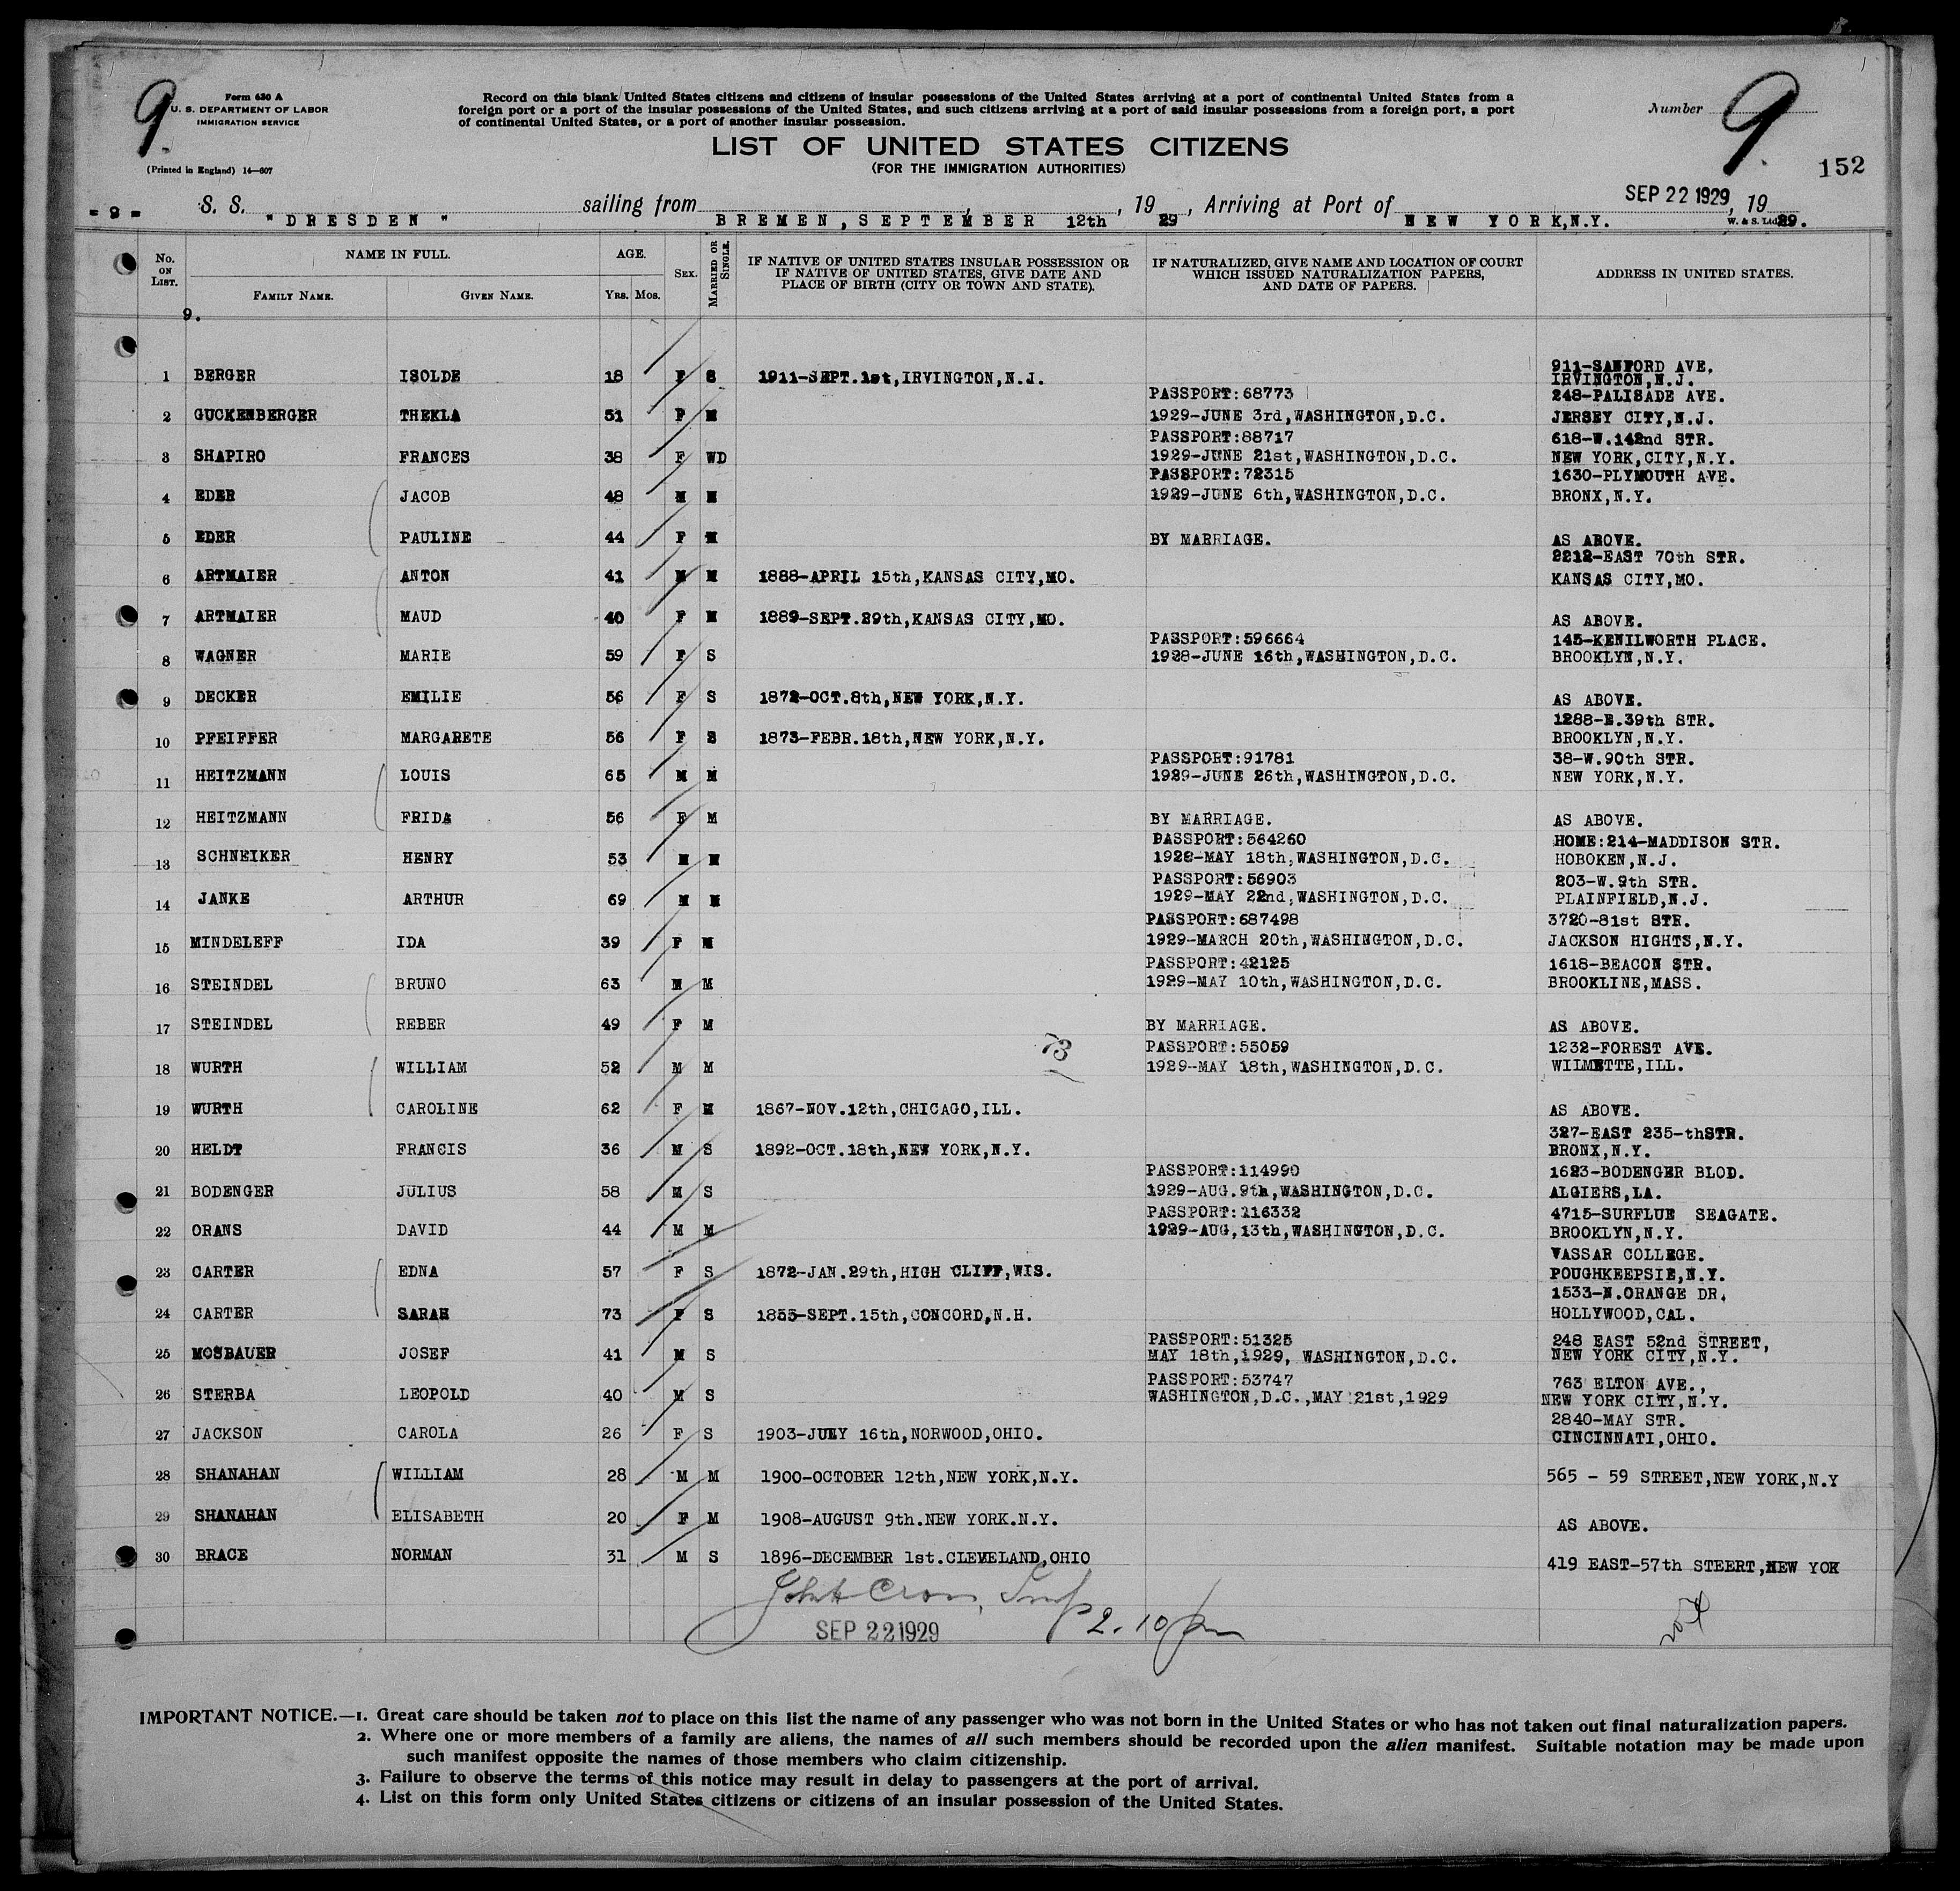 9
Form 630 A
U. S. DEPARTMENT OF LABOR
IMMIGRATION SERVICE
(Printed in England) 14—607
Record on this blank United States citizens and citizens of insular possessions of the United States arriving at a port of continental United States from a
foreign port or a port of the insular possessions of the United States, and such citizens arriving at a port of said insular possessions from a foreign port, a port
of continental United States, or a port of another insular possession.
Number 9
LIST OF UNITED STATES CITIZENS
(FOR THE IMMIGRATION AUTHORITIES)
152
- 9 - S. S. " DRESDEN " sailing from BREMEN, SEPTEMBER 12th, 1929, Arriving at Port of NEW YORK,N.Y. SEP 22 1929, 19 29.
W. & S. Ltd.
No. ON LIST. NAME IN FULL. FAMILY NAME. GIVEN NAME. AGE. YRS. MOS. SEX. MARRIED OR SINGLE. IF NATIVE OF UNITED STATES INSULAR POSSESSION OR IF NATIVE OF UNITED STATES, GIVE DATE AND PLACE OF BIRTH (CITY OR TOWN AND STATE). IF NATURALIZED, GIVE NAME AND LOCATION OF COURT WHICH ISSUED NATURALIZATION PAPERS, AND DATE OF PAPERS. ADDRESS IN UNITED STATES.
9.
911-SANFORD AVE.
1 BERGER ISOLDE 18 F S 1911-SEPT.1st,IRVINGTON,N.J. IRVINGTON,N.J.
PASSPORT:68773 248-PALISADE AVE.
2 GUCKENBERGER THEKLA 51 F M 1929-JUNE 3rd,WASHINGTON,D.C. JERSEY CITY,N.J.
PASSPORT:88717 618-W.142nd STR.
3 SHAPIRO FRANCES 38 F WD 1929-JUNE 21st,WASHINGTON,D.C. NEW YORK,CITY,N.Y.
PASSPORT:72315 1630-PLYMOUTH AVE.
4 EDER JACOB 48 M M 1929-JUNE 6th,WASHINGTON,D.C. BRONX,N.Y.
5 EDER PAULINE 44 F M BY MARRIAGE. AS ABOVE.
2212-EAST 70th STR.
6 ARTMAIER ANTON 41 M M 1888-APRIL 15th,KANSAS CITY,MO. KANSAS CITY,MO.
7 ARTMAIER MAUD 40 F M 1889-SEPT.29th,KANSAS CITY,MO. AS ABOVE.
PASSPORT:596664 145-KENILWORTH PLACE.
8 WAGNER MARIE 59 F S 1928-JUNE 16th,WASHINGTON,D.C. BROOKLYN,N.Y.
9 DECKER EMILIE 56 F S 1872-OCT.8th,NEW YORK,N.Y. AS ABOVE.
1288-E.39th STR.
10 PFEIFFER MARGARETE 56 F S 1873-FEBR.18th,NEW YORK,N.Y. BROOKLYN,N.Y.
PASSPORT:91781 38-W.90th STR.
11 HEITZMANN LOUIS 65 M M 1929-JUNE 26th,WASHINGTON,D.C. NEW YORK,N.Y.
12 HEITZMANN FRIDA 56 F M BY MARRIAGE. AS ABOVE.
PASSPORT:564260 HOME:214-MADDISON STR.
13 SCHNEIKER HENRY 53 M M 1928-MAY 18th,WASHINGTON,D.C. HOBOKEN,N.J.
PASSPORT:56903 203-W.9th STR.
14 JANKE ARTHUR 69 M M 1929-MAY 22nd,WASHINGTON,D.C. PLAINFIELD,N.J.
PASSPORT:687498 3720-81st STR.
15 MINDELEFF IDA 39 F M 1929-MARCH 20th,WASHINGTON,D.C. JACKSON HIGHTS,N.Y.
PASSPORT:42125 1618-BEACON STR.
16 STEINDEL BRUNO 63 M M 1929-MAY 10th,WASHINGTON,D.C. BROOKLINE,MASS.
17 STEINDEL REBER 49 F M BY MARRIAGE. AS ABOVE.
73 PASSPORT:55059 1232-FOREST AVE.
18 WURTH WILLIAM 52 M M 1929-MAY 18th,WASHINGTON,D.C. WILMETTE,ILL.
19 WURTH CAROLINE 62 F M 1867-NOV.12th,CHICAGO,ILL. AS ABOVE.
327-EAST 235-thSTR.
20 HELDT FRANCIS 36 M S 1892-OCT.18th,NEW YORK,N.Y. BRONX,N.Y.
PASSPORT:114990 1623-BODENGER BLOD.
21 BODENGER JULIUS 58 M S 1929-AUG.9th,WASHINGTON,D.C. ALGIERS,LA.
PASSPORT:116332 4715-SURFLUE SEAGATE.
22 ORANS DAVID 44 M M 1929-AUG,13th,WASHINGTON,D.C. BROOKLYN,N.Y.
VASSAR COLLEGE.
23 CARTER EDNA 57 F S 1872-JAN.29th,HIGH CLIFF,WIS. POUGHKEEPSIE,N.Y.
1533-N.ORANGE DR.
24 CARTER SARAH 73 F S 1855-SEPT.15th,CONCORD,N.H. HOLLYWOOD,CAL.
PASSPORT:51325 248 EAST 52nd STREET,
25 MOSBAUER JOSEF 41 M S MAY 18th,1929, WASHINGTON,D.C. NEW YORK CITY,N.Y.
PASSPORT:53747 763 ELTON AVE.,
26 STERBA LEOPOLD 40 M S WASHINGTON,D.C.,MAY 21st,1929 NEW YORK CITY,N.Y.
2840-MAY STR.
27 JACKSON CAROLA 26 F S 1903-JULY 16th,NORWOOD,OHIO. CINCINNATI,OHIO.
28 SHANAHAN WILLIAM 28 M M 1900-OCTOBER 12th,NEW YORK,N.Y. 565 - 59 STREET,NEW YORK,N.Y
29 SHANAHAN ELISABETH 20 F M 1908-AUGUST 9th.NEW YORK.N.Y. AS ABOVE.
30 BRACE NORMAN 31 M S 1896-DECEMBER 1st.CLEVELAND,OHIO 419 EAST-57th STEERT,NEW YOK
SEP 22 1929 2.10 pm
IMPORTANT NOTICE.—1. Great care should be taken not to place on this list the name of any passenger who was not born in the United States or who has not taken out final naturalization papers.
2. Where one or more members of a family are aliens, the names of all such members should be recorded upon the alien manifest. Suitable notation may be made upon
such manifest opposite the names of those members who claim citizenship.
3. Failure to observe the terms of this notice may result in delay to passengers at the port of arrival.
4. List on this form only United States citizens or citizens of an insular possession of the United States.